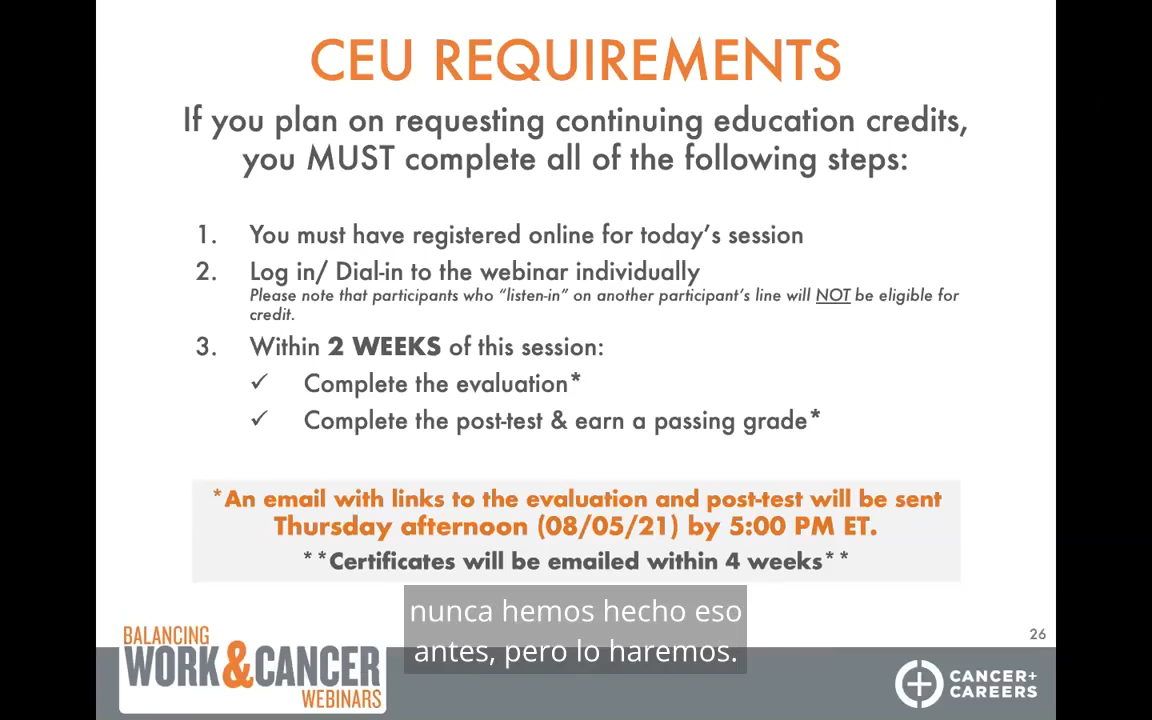 CEU REQUIREMENTS
If you plan on requesting continuing education credits,
you MUST complete all of the following steps:
1. You must have registered online for today's session
2. Log in/ Dial-in to the webinar individually
Please note that participants who "listen-in" on another participant's line will NOT be eligible for
credit.
3. Within 2 WEEKS of this session:
✓ Complete the evaluation*
✓ Complete the post-test & earn a passing grade*
*An email with links to the evaluation and post-test will be sent
Thursday afternoon (08/05/21) by 5:00 PM ET.
**Certificates will be emailed within 4 weeks**
nunca hemos hecho eso
antes, pero lo haremos.
26
BALANCING
WORK&CANCER
WEBINARS
CANCER+
CAREERS